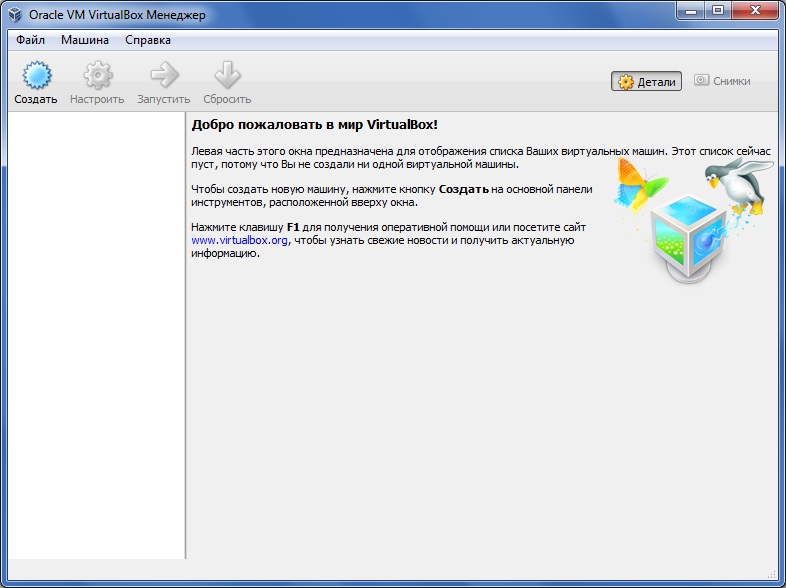 Oracle VM VirtualBox Менеджер
Файл Машина Справка
Создать Настроить Запустить Сбросить Детали Снимки
Добро пожаловать в мир VirtualBox!
Левая часть этого окна предназначена для отображения списка Ваших виртуальных машин. Этот список сейчас
пуст, потому что Вы не создали ни одной виртуальной машины.
Чтобы создать новую машину, нажмите кнопку Создать на основной панели
инструментов, расположенной вверху окна.
Нажмите клавишу F1 для получения оперативной помощи или посетите сайт
www.virtualbox.org, чтобы узнать свежие новости и получить актуальную
информацию.